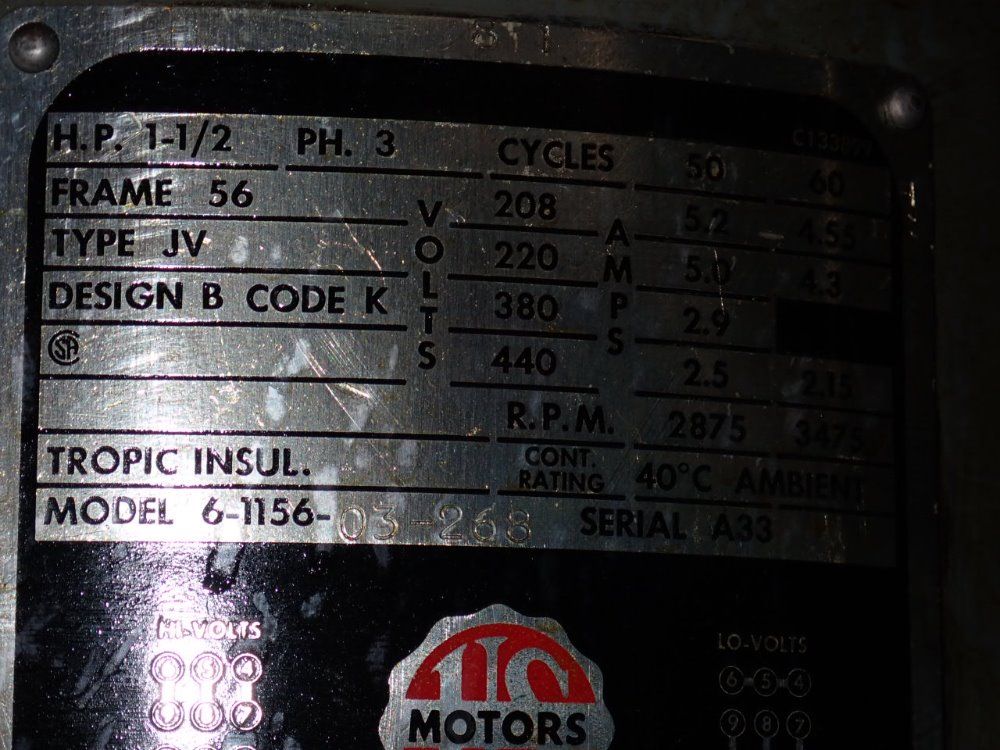 H.P. 1-1/2 PH. 3 CYCLES 50 60
FRAME 56 VOLTS 208 AMPS 5.2 4.55
TYPE JV 220 5.0 4.3
DESIGN B CODE K 380 2.9
SA 440 2.5 2.15
R.P.M. 2875 3475
TROPIC INSUL. CONT. RATING 40°C AMBIENT
MODEL 6-1156-03-268 SERIAL A33
HI-VOLTS
LO-VOLTS
6-5-4
9 8 7
MOTORS